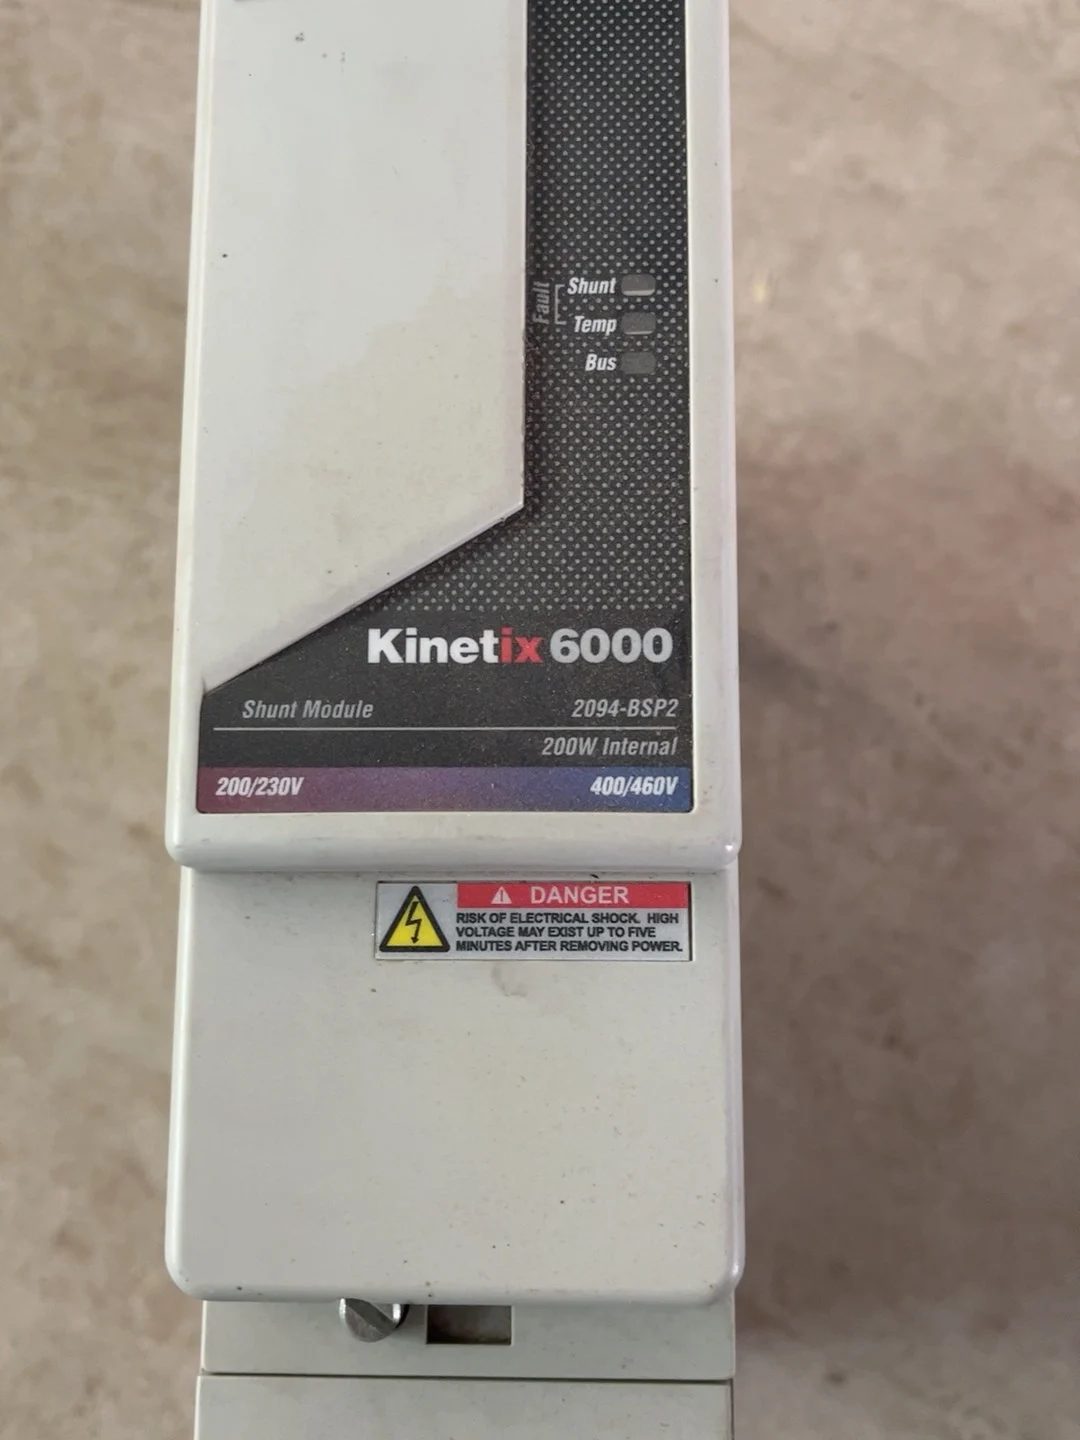 Fault
Shunt
Temp
Bus
Kinetix 6000
Shunt Module 2094-BSP2
200W Internal
200/230V 400/460V
DANGER
RISK OF ELECTRICAL SHOCK. HIGH
VOLTAGE MAY EXIST UP TO FIVE
MINUTES AFTER REMOVING POWER.